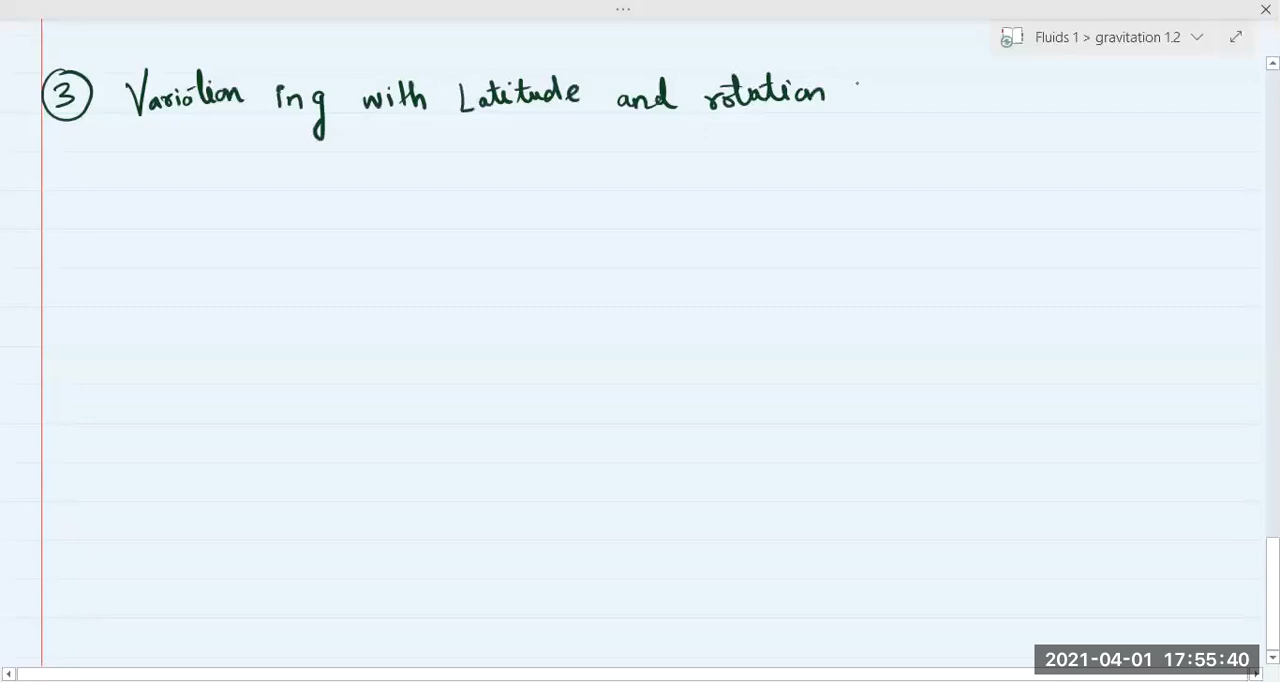 Fluids 1 > gravitation 1.2
3 Variation in g with Latitude and rotation
2021-04-01 17:55:40